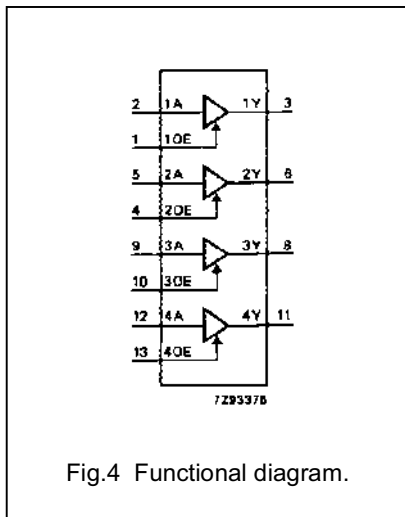 2 1A 1Y 3
1 1OE
5 2A 2Y 6
4 2OE
9 3A 3Y 8
10 3OE
12 4A 4Y 11
13 4OE
7Z93376
Fig.4 Functional diagram.